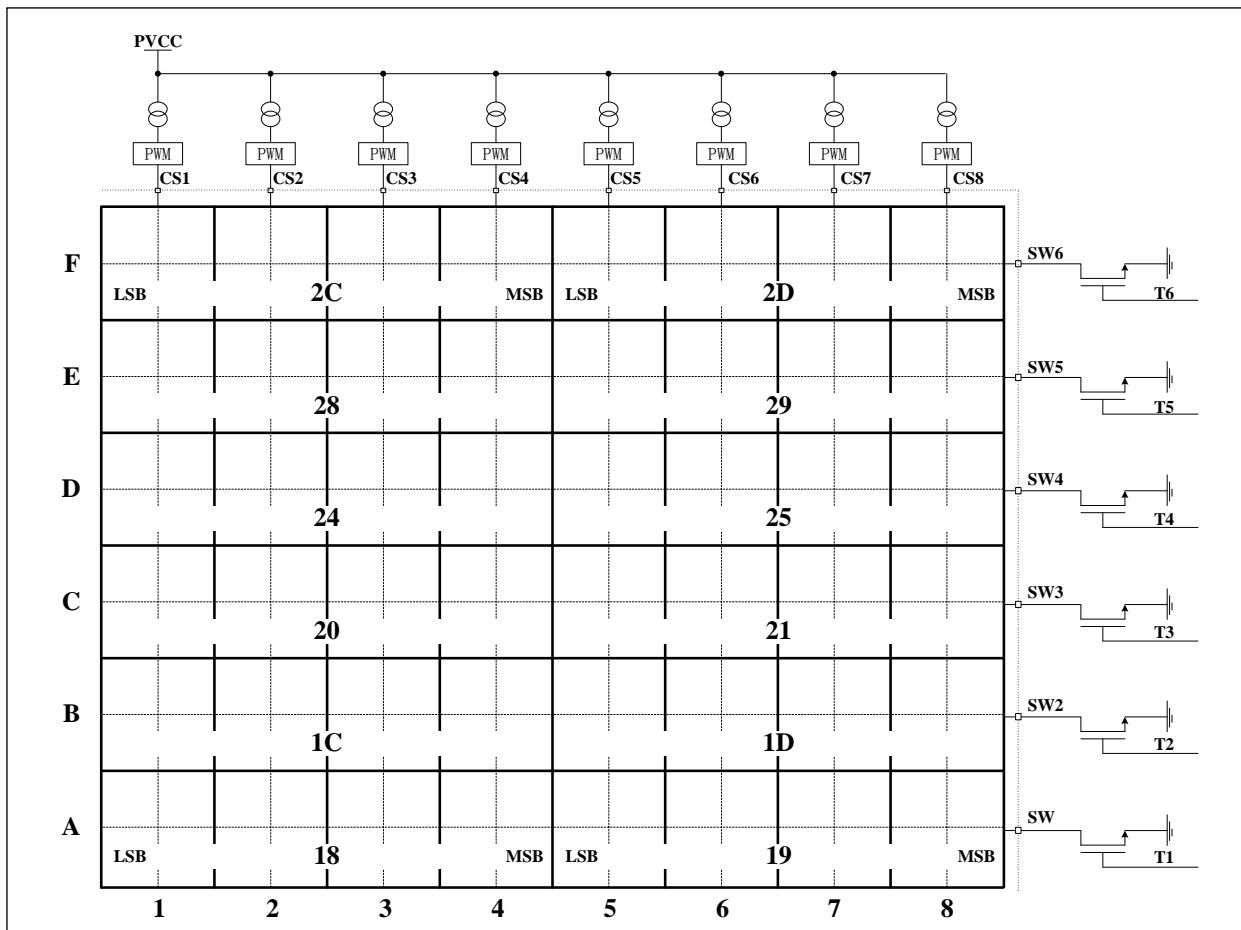 PVCC
PWM PWM PWM PWM PWM PWM PWM PWM
CS1 CS2 CS3 CS4 CS5 CS6 CS7 CS8
F SW6
LSB 2C MSB LSB 2D MSB T6
E SW5
28 29 T5
D SW4
24 25 T4
C SW3
20 21 T3
B SW2
1C 1D T2
A SW
LSB 18 MSB LSB 19 MSB T1
1 2 3 4 5 6 7 8